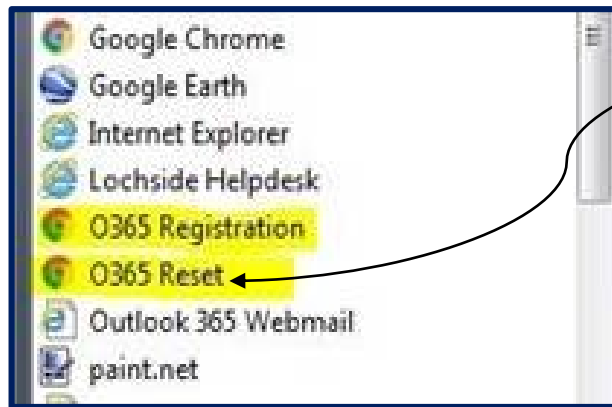 Google Chrome
Google Earth
Internet Explorer
Lochside Helpdesk
O365 Registration
O365 Reset
Outlook 365 Webmail
paint.net